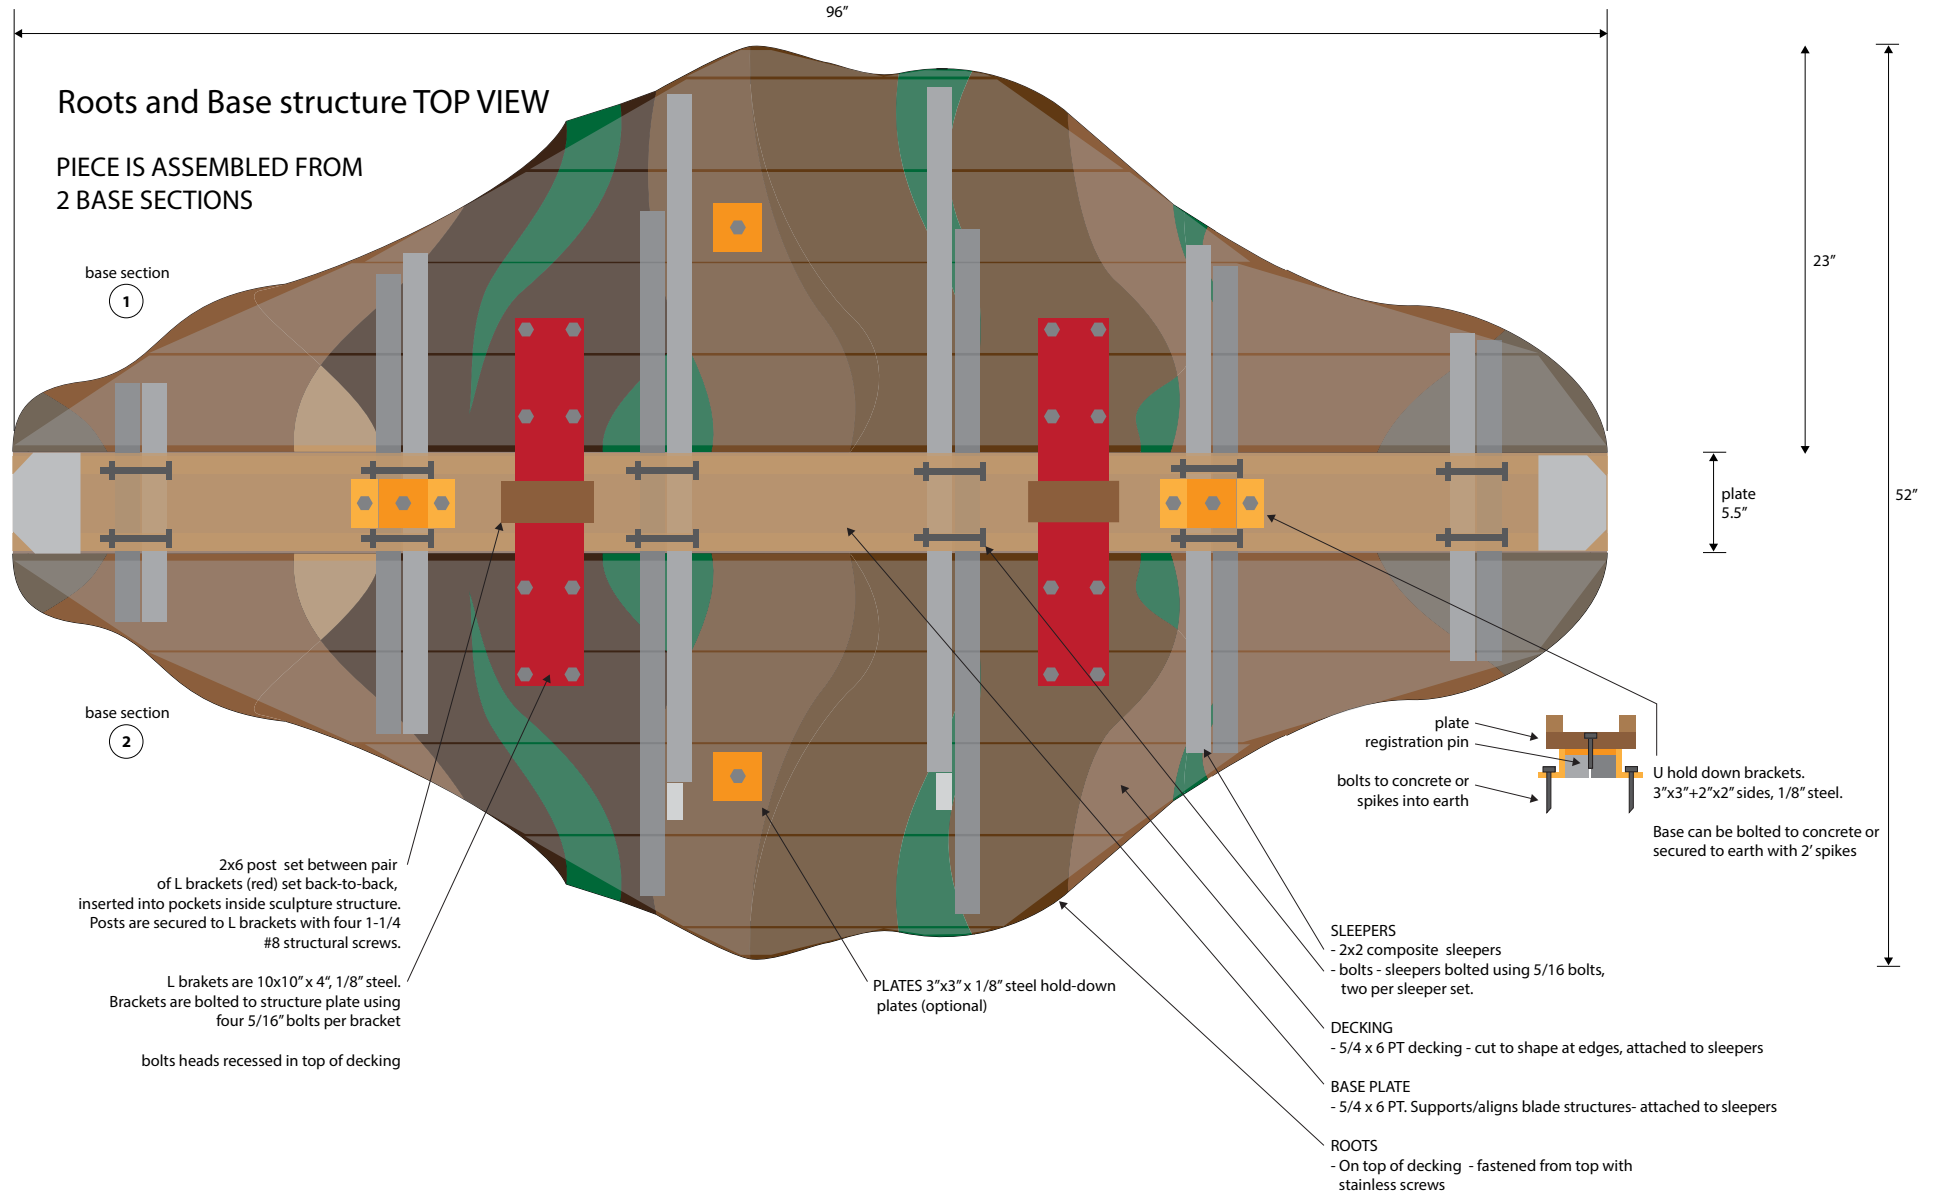 96”
Roots and Base structure TOP VIEW
PIECE IS ASSEMBLED FROM
2 BASE SECTIONS
base section
1
23”
plate
5.5”
52”
base section
2
plate
registration pin
bolts to concrete or
spikes into earth
U hold down brackets.
3”x3”+2”x2” sides, 1/8” steel.
Base can be bolted to concrete or
secured to earth with 2’ spikes
2x6 post set between pair
of L brackets (red) set back-to-back,
inserted into pockets inside sculpture structure.
Posts are secured to L brackets with four 1-1/4
#8 structural screws.
L brakets are 10x10” x 4“, 1/8” steel.
Brackets are bolted to structure plate using
four 5/16” bolts per bracket
bolts heads recessed in top of decking
PLATES 3”x3” x 1/8” steel hold-down
plates (optional)
SLEEPERS
- 2x2 composite sleepers
- bolts - sleepers bolted using 5/16 bolts,
two per sleeper set.
DECKING
- 5/4 x 6 PT decking - cut to shape at edges, attached to sleepers
BASE PLATE
- 5/4 x 6 PT. Supports/aligns blade structures- attached to sleepers
ROOTS
- On top of decking - fastened from top with
stainless screws